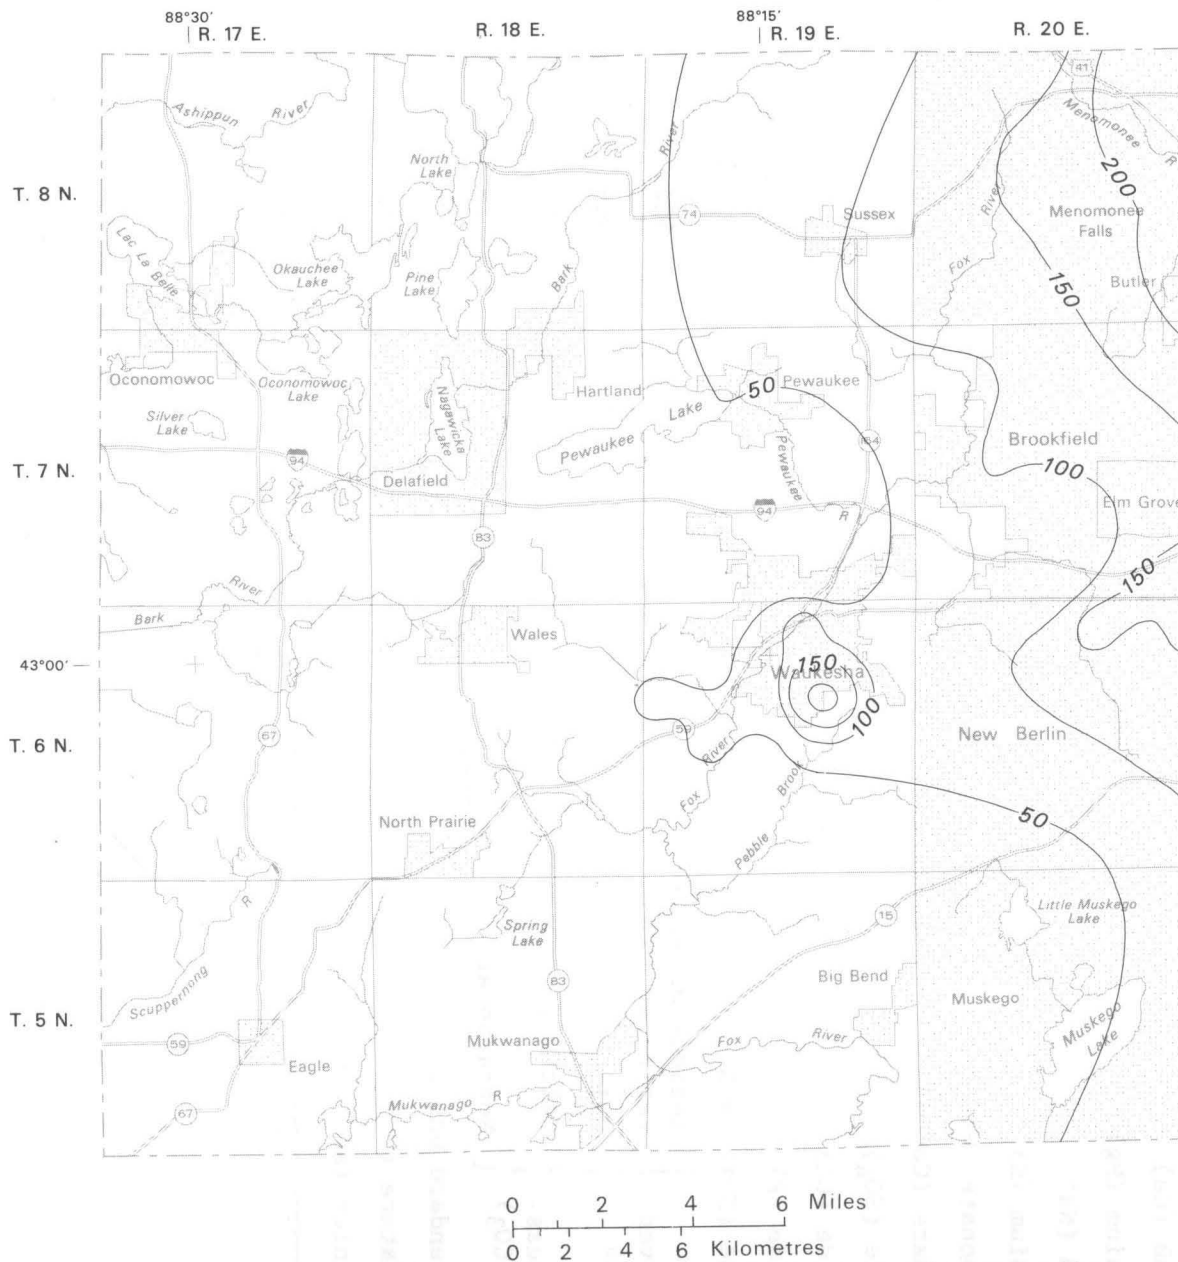 88°30'
R. 17 E.
R. 18 E.
88°15'
R. 19 E.
R. 20 E.
41
Ashippun River
Menomonee R
North Lake
River
T. 8 N.
200
River
Menomonee Falls
74
Sussex
Lac La Belle
Okauchee Lake
Pine Lake
Bark
Fox
150
Butler
Oconomowoc
Oconomowoc Lake
Nagawicka Lake
Hartland
50
Pewaukee
Silver Lake
Pewaukee Lake
164
Brookfield
T. 7 N.
94
Delafield
Pewaukee
100
Elm Grove
94
R
83
River
150
Bark
Wales
43°00'
150
Waukesha
100
67
59
New Berlin
T. 6 N.
River
Fox
Brook
50
North Prairie
Pebble
R
Spring Lake
15
Little Muskego Lake
83
Big Bend
Scuppernong
Muskego
T. 5 N.
59
Eagle
Mukwanago
Fox River
Muskego Lake
67
Mukwanago R
0 2 4 6 Miles
0 2 4 6 Kilometres